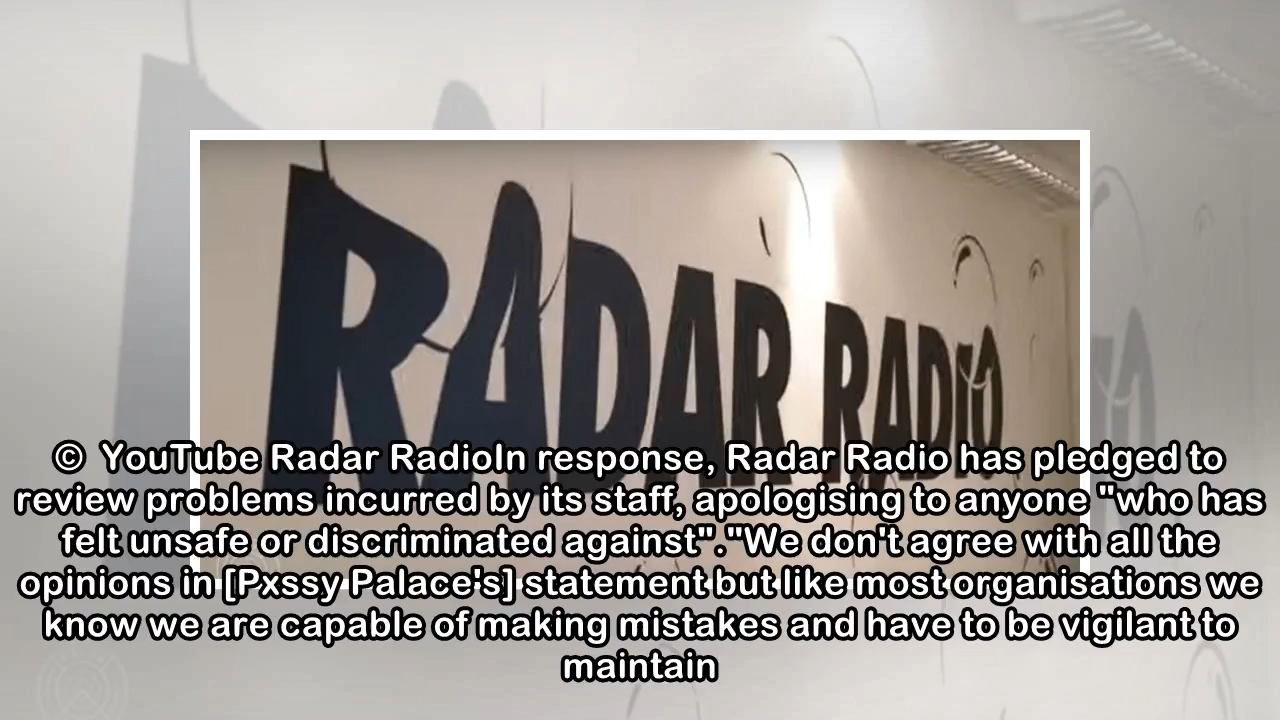 RADAR RADIO
© YouTube Radar RadioIn response, Radar Radio has pledged to
review problems incurred by its staff, apologising to anyone "who has
felt unsafe or discriminated against"."We don't agree with all the
opinions in [Pxssy Palace's] statement but like most organisations we
know we are capable of making mistakes and have to be vigilant to
maintain